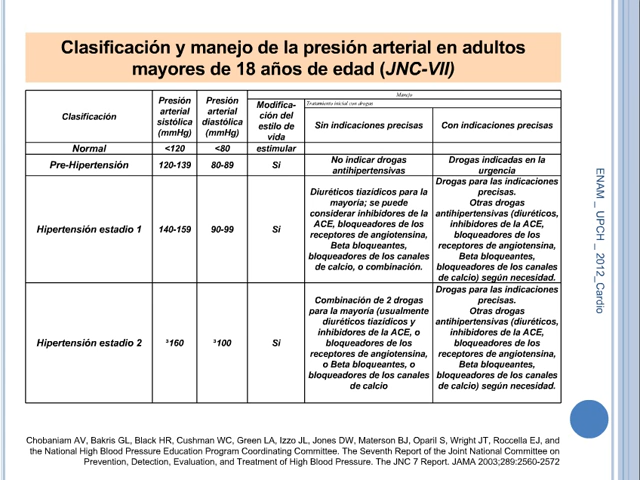 Clasificación y manejo de la presión arterial en adultos
mayores de 18 años de edad (JNC-VII)
Clasificación
Presión
arterial
sistólica
(mmHg)
Presión
arterial
diastólica
(mmHg)
Modifica-
ción del
estilo de
vida
Manejo
Tratamiento inicial con drogas
Sin indicaciones precisas
Con indicaciones precisas
Normal
<120
<80
estimular
Pre-Hipertensión
120-139
80-89
Si
No indicar drogas
antihipertensivas
Drogas indicadas en la
urgencia
Hipertensión estadio 1
140-159
90-99
Si
Diuréticos tiazídicos para la
mayoría; se puede
considerar inhibidores de la
ACE, bloqueadores de los
receptores de angiotensina,
Beta bloqueantes,
bloqueadores de los canales
de calcio, o combinación.
Drogas para las indicaciones
precisas.
Otras drogas
antihipertensivas (diuréticos,
inhibidores de la ACE,
bloqueadores de los
receptores de angiotensina,
Beta bloqueantes,
bloqueadores de los canales
de calcio) según necesidad.
Hipertensión estadio 2
³160
³100
Si
Combinación de 2 drogas
para la mayoría (usualmente
diuréticos tiazídicos y
inhibidores de la ACE, o
bloqueadores de los
receptores de angiotensina,
o Beta bloqueantes, o
bloqueadores de los canales
de calcio
Drogas para las indicaciones
precisas.
Otras drogas
antihipertensivas (diuréticos,
inhibidores de la ACE,
bloqueadores de los
receptores de angiotensina,
Beta bloqueantes,
bloqueadores de los canales
de calcio) según necesidad.
ENAM _ UPCH _ 2012_Cardio
Chobaniam AV, Bakris GL, Black HR, Cushman WC, Green LA, Izzo JL, Jones DW, Materson BJ, Oparil S, Wright JT, Roccella EJ, and
the National High Blood Pressure Education Program Coordinating Committee. The Seventh Report of the Joint National Committee on
Prevention, Detection, Evaluation, and Treatment of High Blood Pressure. The JNC 7 Report. JAMA 2003;289:2560-2572